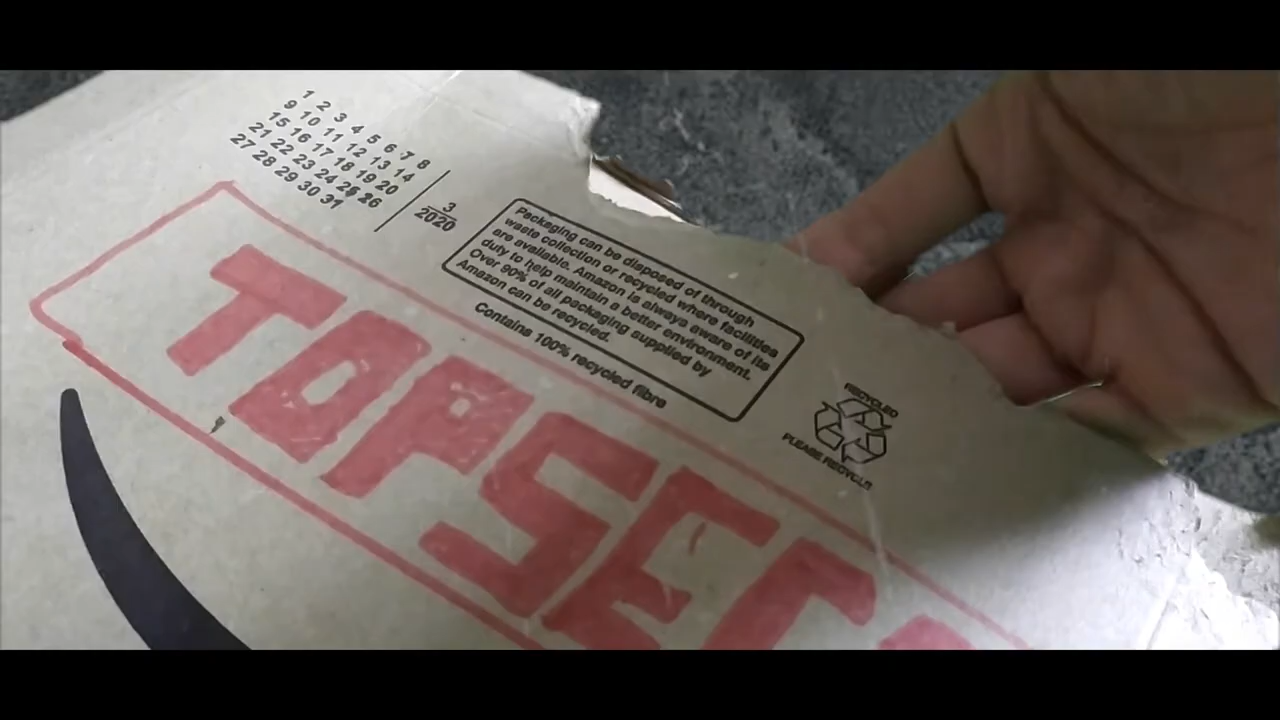 1 2 3 4 5 6 7 8
9 10 11 12 13 14
15 16 17 18 19 20
21 22 23 24 25 26
27 28 29 30 31
3
2020
Packaging can be disposed of through
waste collection or recycled where facilities
are available. Amazon is always aware of its
duty to help maintain a better environment.
Over 90% of all packaging supplied by
Amazon can be recycled.
Contains 100% recycled fibre
RECYCLED
PLEASE RECYCLE
TOPSEC